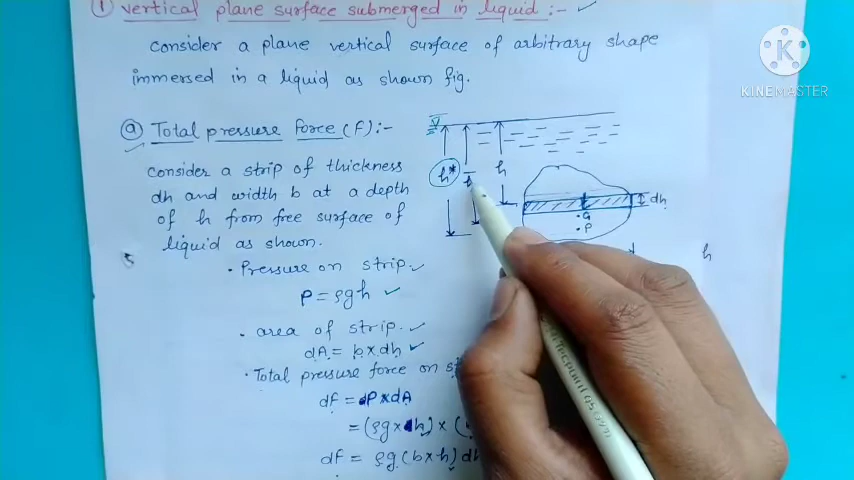 ① vertical plane surface submerged in liquid :- ✓
consider a plane vertical surface of arbitrary shape
immersed in a liquid as shown fig.
K
KINEMASTER
ⓐ Total pressure force (F) :-
consider a strip of thickness
dh and width b at a depth
of h from free surface of
liquid as shown.
h*
h
dh
G
P
h
• Pressure on strip ✓
P = ρgh ✓
• area of strip ✓
dA = b x dh ✓
• Total pressure force on
df = dP x dA
= (ρg x h) x
df = ρg (b x h) dh